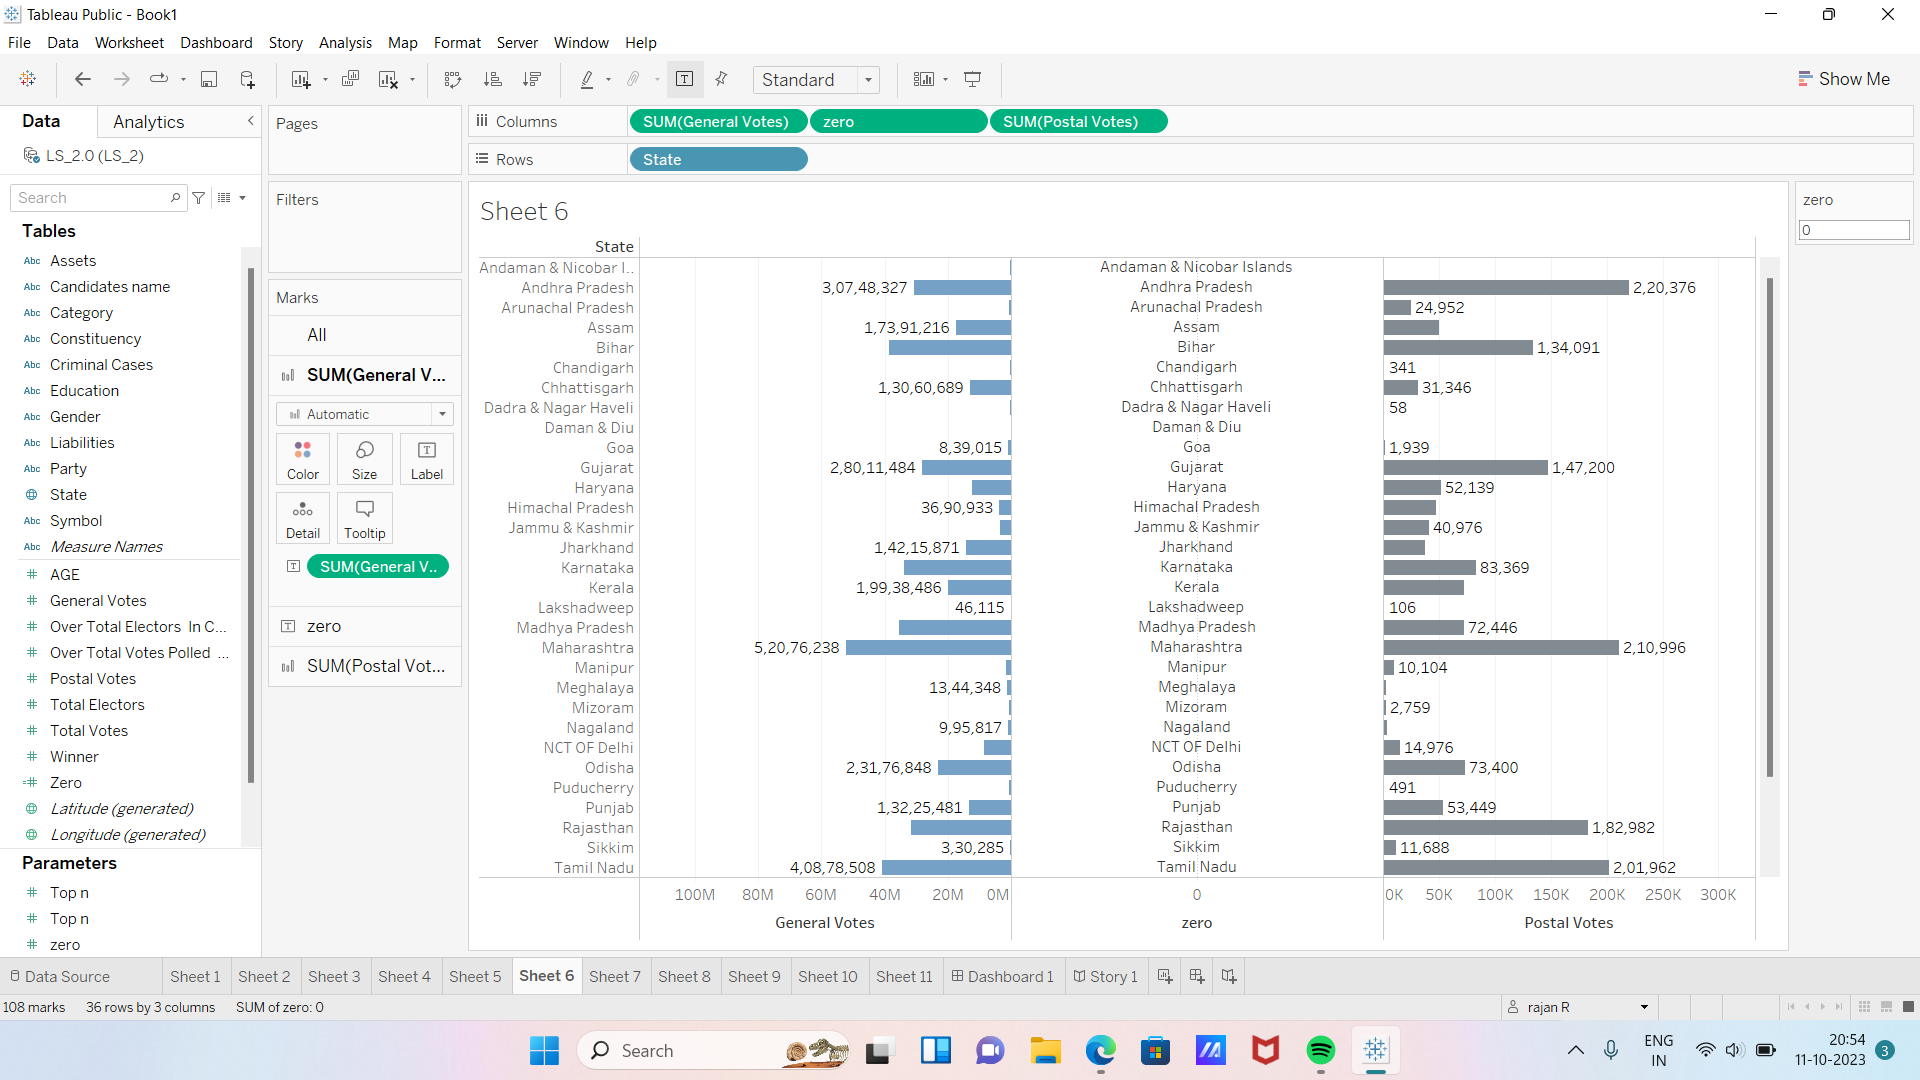 Tableau Public - Book1
File Data Worksheet Dashboard Story Analysis Map Format Server Window Help
Standard
Show Me
Data Analytics
LS_2.0 (LS_2)
Search
Tables
Abc Assets
Abc Candidates name
Abc Category
Abc Constituency
Abc Criminal Cases
Abc Education
Abc Gender
Abc Liabilities
Abc Party
State
Abc Symbol
Abc Measure Names
# AGE
# General Votes
# Over Total Electors In C...
# Over Total Votes Polled ...
# Postal Votes
# Total Electors
# Total Votes
# Winner
=# Zero
Latitude (generated)
Longitude (generated)
Parameters
# Top n
# Top n
# zero
Pages
Filters
Marks
All
SUM(General V...
Automatic
Color Size Label
Detail Tooltip
SUM(General V..
zero
SUM(Postal Vot...
Columns SUM(General Votes) zero SUM(Postal Votes)
Rows State
Sheet 6
State
Andaman & Nicobar I.. Andaman & Nicobar Islands
Andhra Pradesh 3,07,48,327 Andhra Pradesh 2,20,376
Arunachal Pradesh Arunachal Pradesh 24,952
Assam 1,73,91,216 Assam
Bihar Bihar 1,34,091
Chandigarh Chandigarh 341
Chhattisgarh 1,30,60,689 Chhattisgarh 31,346
Dadra & Nagar Haveli Dadra & Nagar Haveli 58
Daman & Diu Daman & Diu
Goa 8,39,015 Goa 1,939
Gujarat 2,80,11,484 Gujarat 1,47,200
Haryana Haryana 52,139
Himachal Pradesh 36,90,933 Himachal Pradesh
Jammu & Kashmir Jammu & Kashmir 40,976
Jharkhand 1,42,15,871 Jharkhand
Karnataka Karnataka 83,369
Kerala 1,99,38,486 Kerala
Lakshadweep 46,115 Lakshadweep 106
Madhya Pradesh Madhya Pradesh 72,446
Maharashtra 5,20,76,238 Maharashtra 2,10,996
Manipur Manipur 10,104
Meghalaya 13,44,348 Meghalaya
Mizoram Mizoram 2,759
Nagaland 9,95,817 Nagaland
NCT OF Delhi NCT OF Delhi 14,976
Odisha 2,31,76,848 Odisha 73,400
Puducherry Puducherry 491
Punjab 1,32,25,481 Punjab 53,449
Rajasthan Rajasthan 1,82,982
Sikkim 3,30,285 Sikkim 11,688
Tamil Nadu 4,08,78,508 Tamil Nadu 2,01,962
100M 80M 60M 40M 20M 0M 0 0K 50K 100K 150K 200K 250K 300K
General Votes zero Postal Votes
zero
0
Data Source Sheet 1 Sheet 2 Sheet 3 Sheet 4 Sheet 5 Sheet 6 Sheet 7 Sheet 8 Sheet 9 Sheet 10 Sheet 11 Dashboard 1 Story 1
108 marks 36 rows by 3 columns SUM of zero: 0 rajan R
Search
ENG
IN
20:54
11-10-2023
3